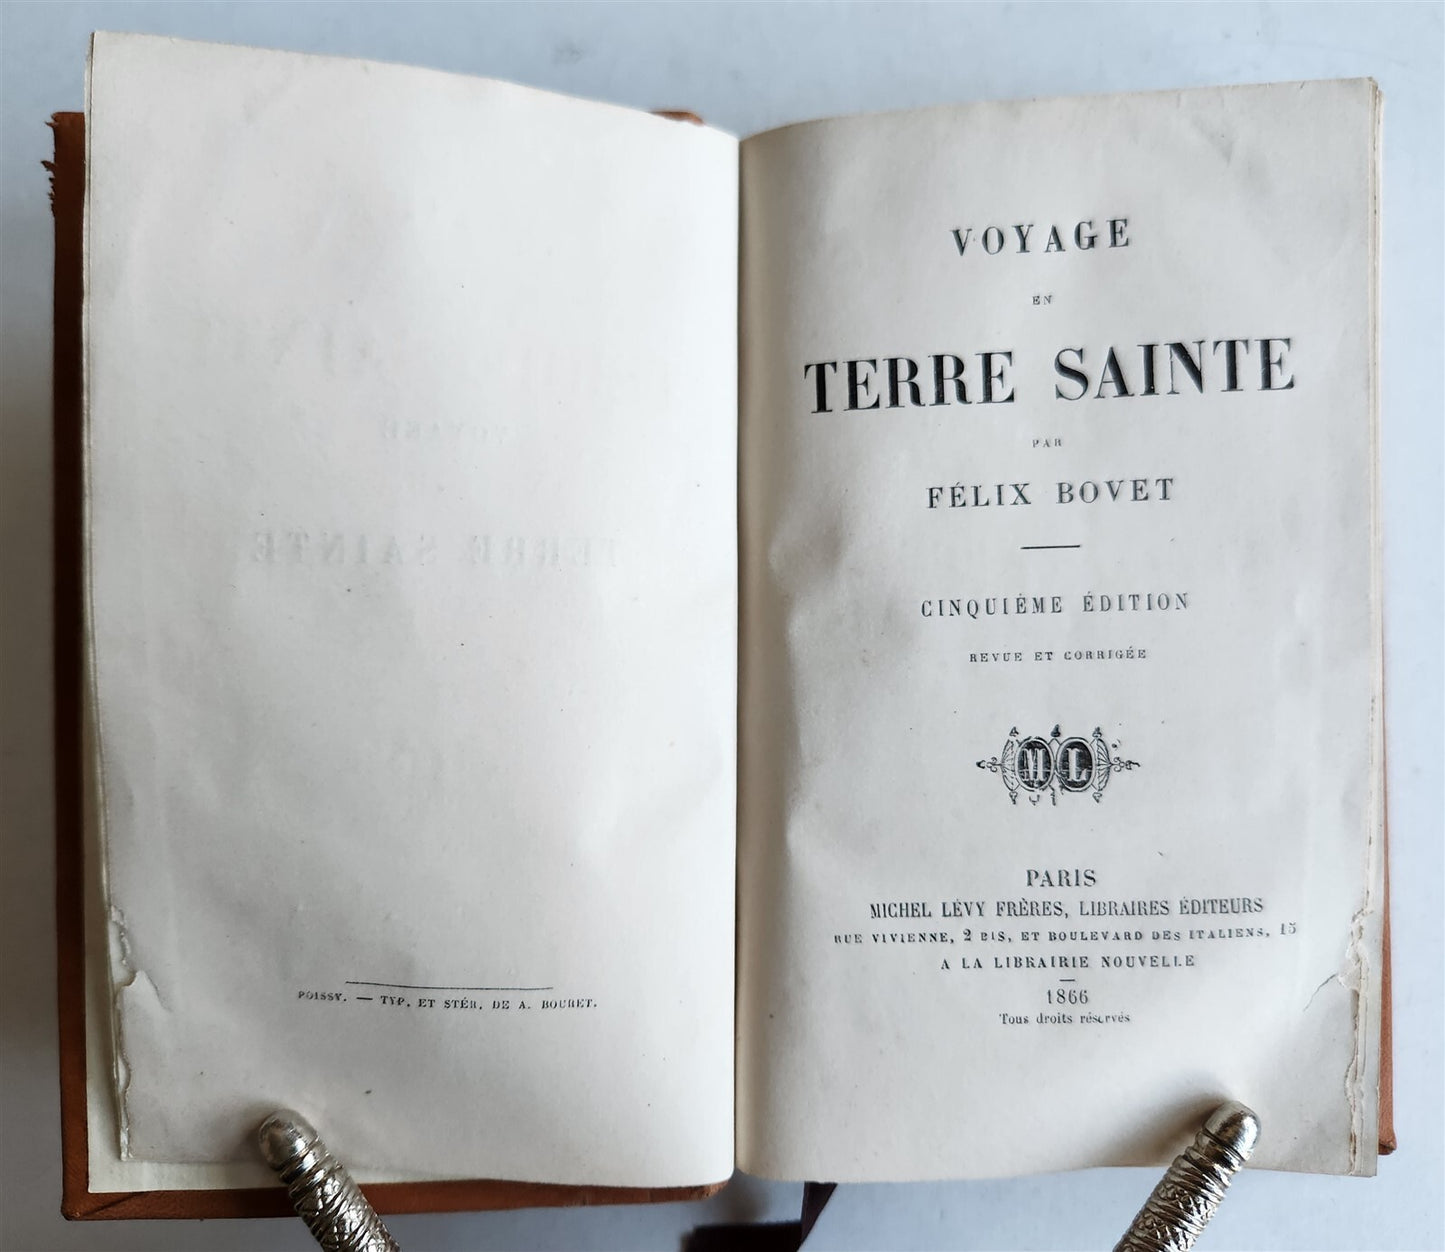 POISSY. — TYP. ET STÉR. DE A. BOURET.
VOYAGE
EN
TERRE SAINTE
PAR
FÉLIX BOVET
CINQUIÉME ÉDITION
REVUE ET CORRIGÉE
ML
PARIS
MICHEL LÉVY FRÈRES, LIBRAIRES ÉDITEURS
RUE VIVIENNE, 2 BIS, ET BOULEVARD DES ITALIENS, 15
A LA LIBRAIRIE NOUVELLE
1866
Tous droits réservés